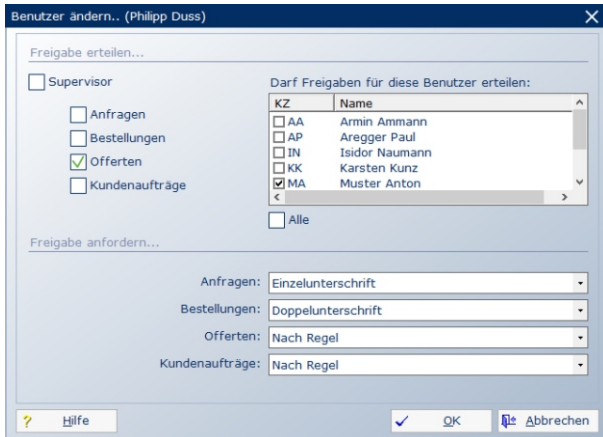 Benutzer ändern.. (Philipp Duss)
Freigabe erteilen...
Supervisor
Anfragen
Bestellungen
Offerten
Kundenaufträge
Darf Freigaben für diese Benutzer erteilen:
KZ Name
AA Armin Ammann
AP Aregger Paul
IN Isidor Naumann
KK Karsten Kunz
MA Muster Anton
Alle
Freigabe anfordern...
Anfragen: Einzelunterschrift
Bestellungen: Doppelunterschrift
Offerten: Nach Regel
Kundenaufträge: Nach Regel
Hilfe OK Abbrechen